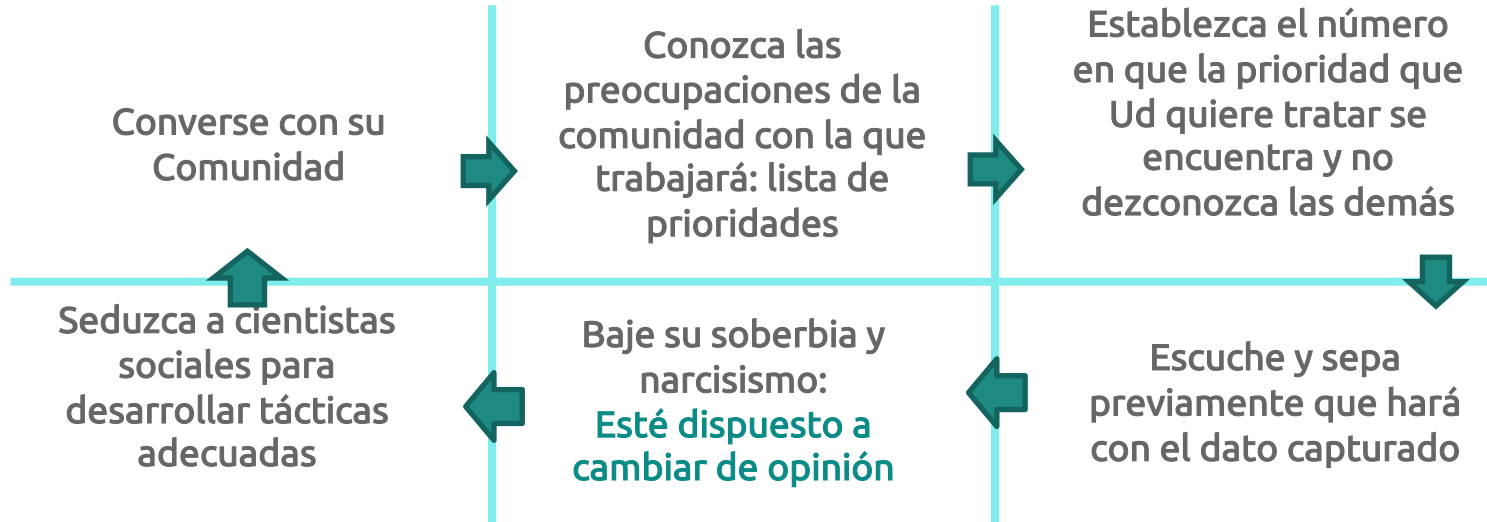 Converse con su
Comunidad
Conozca las
preocupaciones de la
comunidad con la que
trabajará: lista de
prioridades
Establezca el número
en que la prioridad que
Ud quiere tratar se
encuentra y no
dezconozca las demás
Escuche y sepa
previamente que hará
con el dato capturado
Baje su soberbia y
narcisismo:
Esté dispuesto a
cambiar de opinión
Seduzca a cientistas
sociales para
desarrollar tácticas
adecuadas